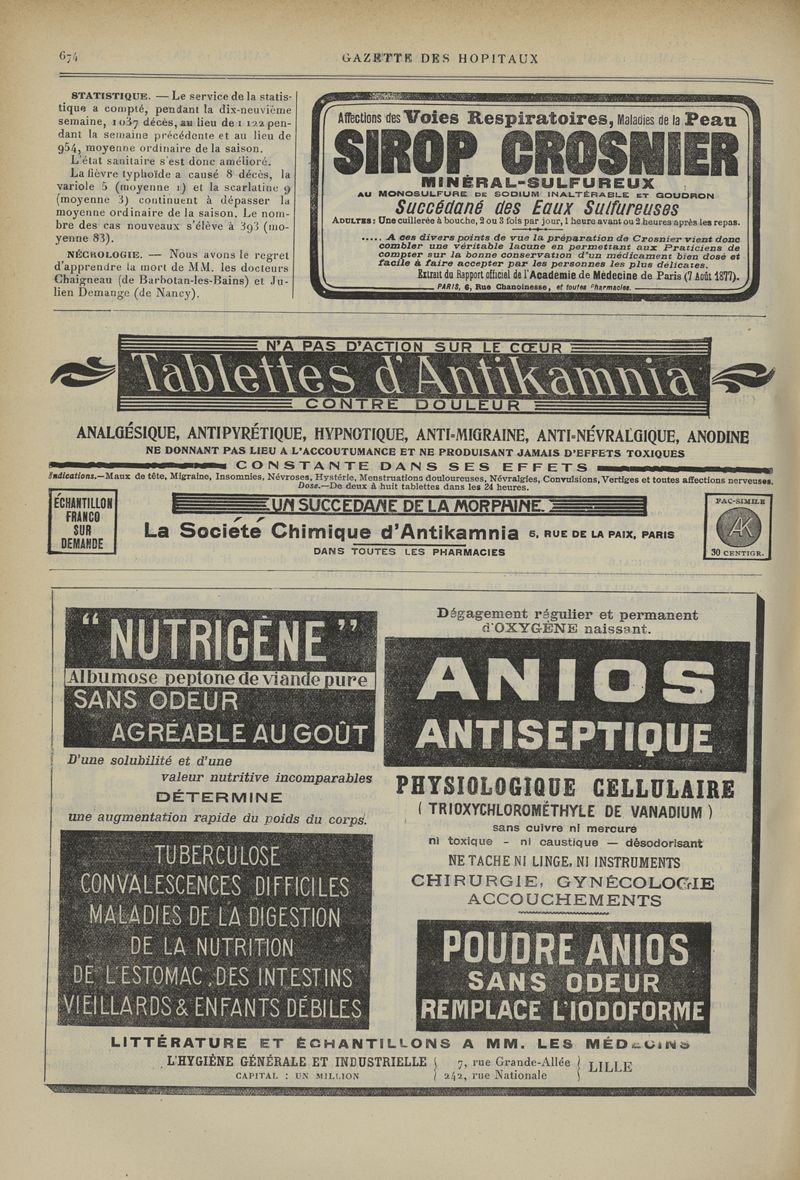 674
GAZETTE DES HOPITAUX
STATISTIQUE. — Le service de la statis-
tique a compté, pendant la dix-neuvième
semaine, 1 087 décès, au lieu de 1 122 pen-
dant la semaine précédente et au lieu de
954, moyenne ordinaire de la saison.
L'état sanitaire s'est donc amélioré.
La fièvre typhoïde a causé 8 décès, la
variole 5 (moyenne 1) et la scarlatine 9
(moyenne 3) continuent à dépasser la
moyenne ordinaire de la saison. Le nom-
bre des cas nouveaux s'élève à 393 (mo-
yenne 83).
NÉCROLOGIE. — Nous avons le regret
d'apprendre la mort de MM. les docteurs
Chaigneau (de Barbotan-les-Bains) et Ju-
lien Demange (de Nancy).
Affections des Voies Respiratoires, Maladies de la Peau
SIROP CROSNIER
MINÉRAL-SULFUREUX
AU MONOSULFURE DE SODIUM INALTÉRABLE ET GOUDRON
Succédané des Eaux Sulfureuses
ADULTES: Une cuillerée à bouche, 2 ou 3 fois par jour, 1 heure avant ou 2 heures après les repas.
..... A ces divers points de vue la préparation de Crosnier vient donc
combler une véritable lacune en permettant aux Praticiens de
compter sur la bonne conservation d'un médicament bien dosé et
facile à faire accepter par les personnes les plus délicates.
Extrait du Rapport officiel de l'Academie de Médecine de Paris (7 Août 1877).
PARIS, 6, Rue Chanoinesse, et toutes Pharmacies.
N'A PAS D'ACTION SUR LE CŒUR
Tablettes d'Antikamnia
CONTRE DOULEUR
ANALGÉSIQUE, ANTIPYRÉTIQUE, HYPNOTIQUE, ANTI-MIGRAINE, ANTI-NÉVRALGIQUE, ANODINE
NE DONNANT PAS LIEU A L'ACCOUTUMANCE ET NE PRODUISANT JAMAIS D'EFFETS TOXIQUES
CONSTANTE DANS SES EFFETS
Indications.—Maux de tête, Migraine, Insomnies, Névroses, Hystérie, Menstruations douloureuses, Névralgies, Convulsions, Vertiges et toutes affections nerveuses.
Dose.—De deux à huit tablettes dans les 24 heures.
ÉCHANTILLON
FRANCO
SUR
DEMANDE
UN SUCCEDANE DE LA MORPHINE.
La Société Chimique d'Antikamnia 5, RUE DE LA PAIX, PARIS
DANS TOUTES LES PHARMACIES
FAC-SIMILE
AK
30 CENTIGR.
"NUTRIGÈNE"
Albumose peptone de viande pure
SANS ODEUR
AGRÉABLE AU GOÛT
D'une solubilité et d'une
valeur nutritive incomparables
DÉTERMINE
une augmentation rapide du poids du corps.
TUBERCULOSE
CONVALESCENCES DIFFICILES
MALADIES DE LA DIGESTION
DE LA NUTRITION
DE L'ESTOMAC, DES INTESTINS
VIEILLARDS & ENFANTS DÉBILES
Dégagement régulier et permanent
d'OXYGÈNE naissant.
ANIOS
ANTISEPTIQUE
PHYSIOLOGIQUE CELLULAIRE
( TRIOXYCHLOROMÉTHYLE DE VANADIUM )
sans cuivre ni mercure
ni toxique - ni caustique — désodorisant
NE TACHE NI LINGE, NI INSTRUMENTS
CHIRURGIE, GYNÉCOLOGIE
ACCOUCHEMENTS
POUDRE ANIOS
SANS ODEUR
REMPLACE L'IODOFORME
LITTÉRATURE ET ÉCHANTILLONS A MM. LES MÉDECINS
L'HYGIÈNE GÉNÉRALE ET INDUSTRIELLE
CAPITAL : UN MILLION
7, rue Grande-Allée
242, rue Nationale
LILLE